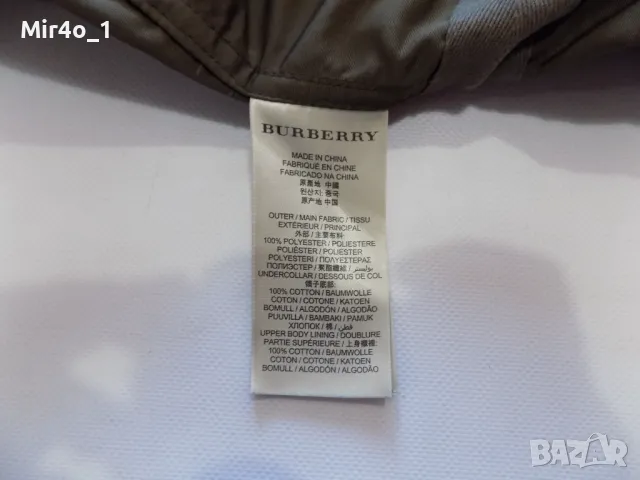 Mir4o_1
BURBERRY
MADE IN CHINA
FABRIQUÉ EN CHINE
FABRICADO NA CHINA
原產地 中國
원산지: 중국
原产地 中国
OUTER / MAIN FABRIC / TISSU
EXTÉRIEUR / PRINCIPAL
外部 / 主要布料
100% POLYESTER / POLIESTERE
POLIÉSTER / POLIESTER
POLYESTERI / ΠΟΛΥΕΣΤΕΡΑΣ
ПОЛИЭСТЕР / 聚酯纖維 / بوليستر
UNDERCOLLAR / DESSOUS DE COL
领子底部:
100% COTTON / BAUMWOLLE
COTON / COTONE / KATOEN
BOMULL / ALGODÓN / ALGODÃO
PUUVILLA / BAMBAKI / PAMUK
ХЛОПОК / 棉 / قطن
UPPER BODY LINING / DOUBLURE
PARTIE SUPÉRIEURE / 上身襯裡:
100% COTTON / BAUMWOLLE
COTON / COTONE / KATOEN
BOMULL / ALGODÓN / ALGODÃO
BAZAR